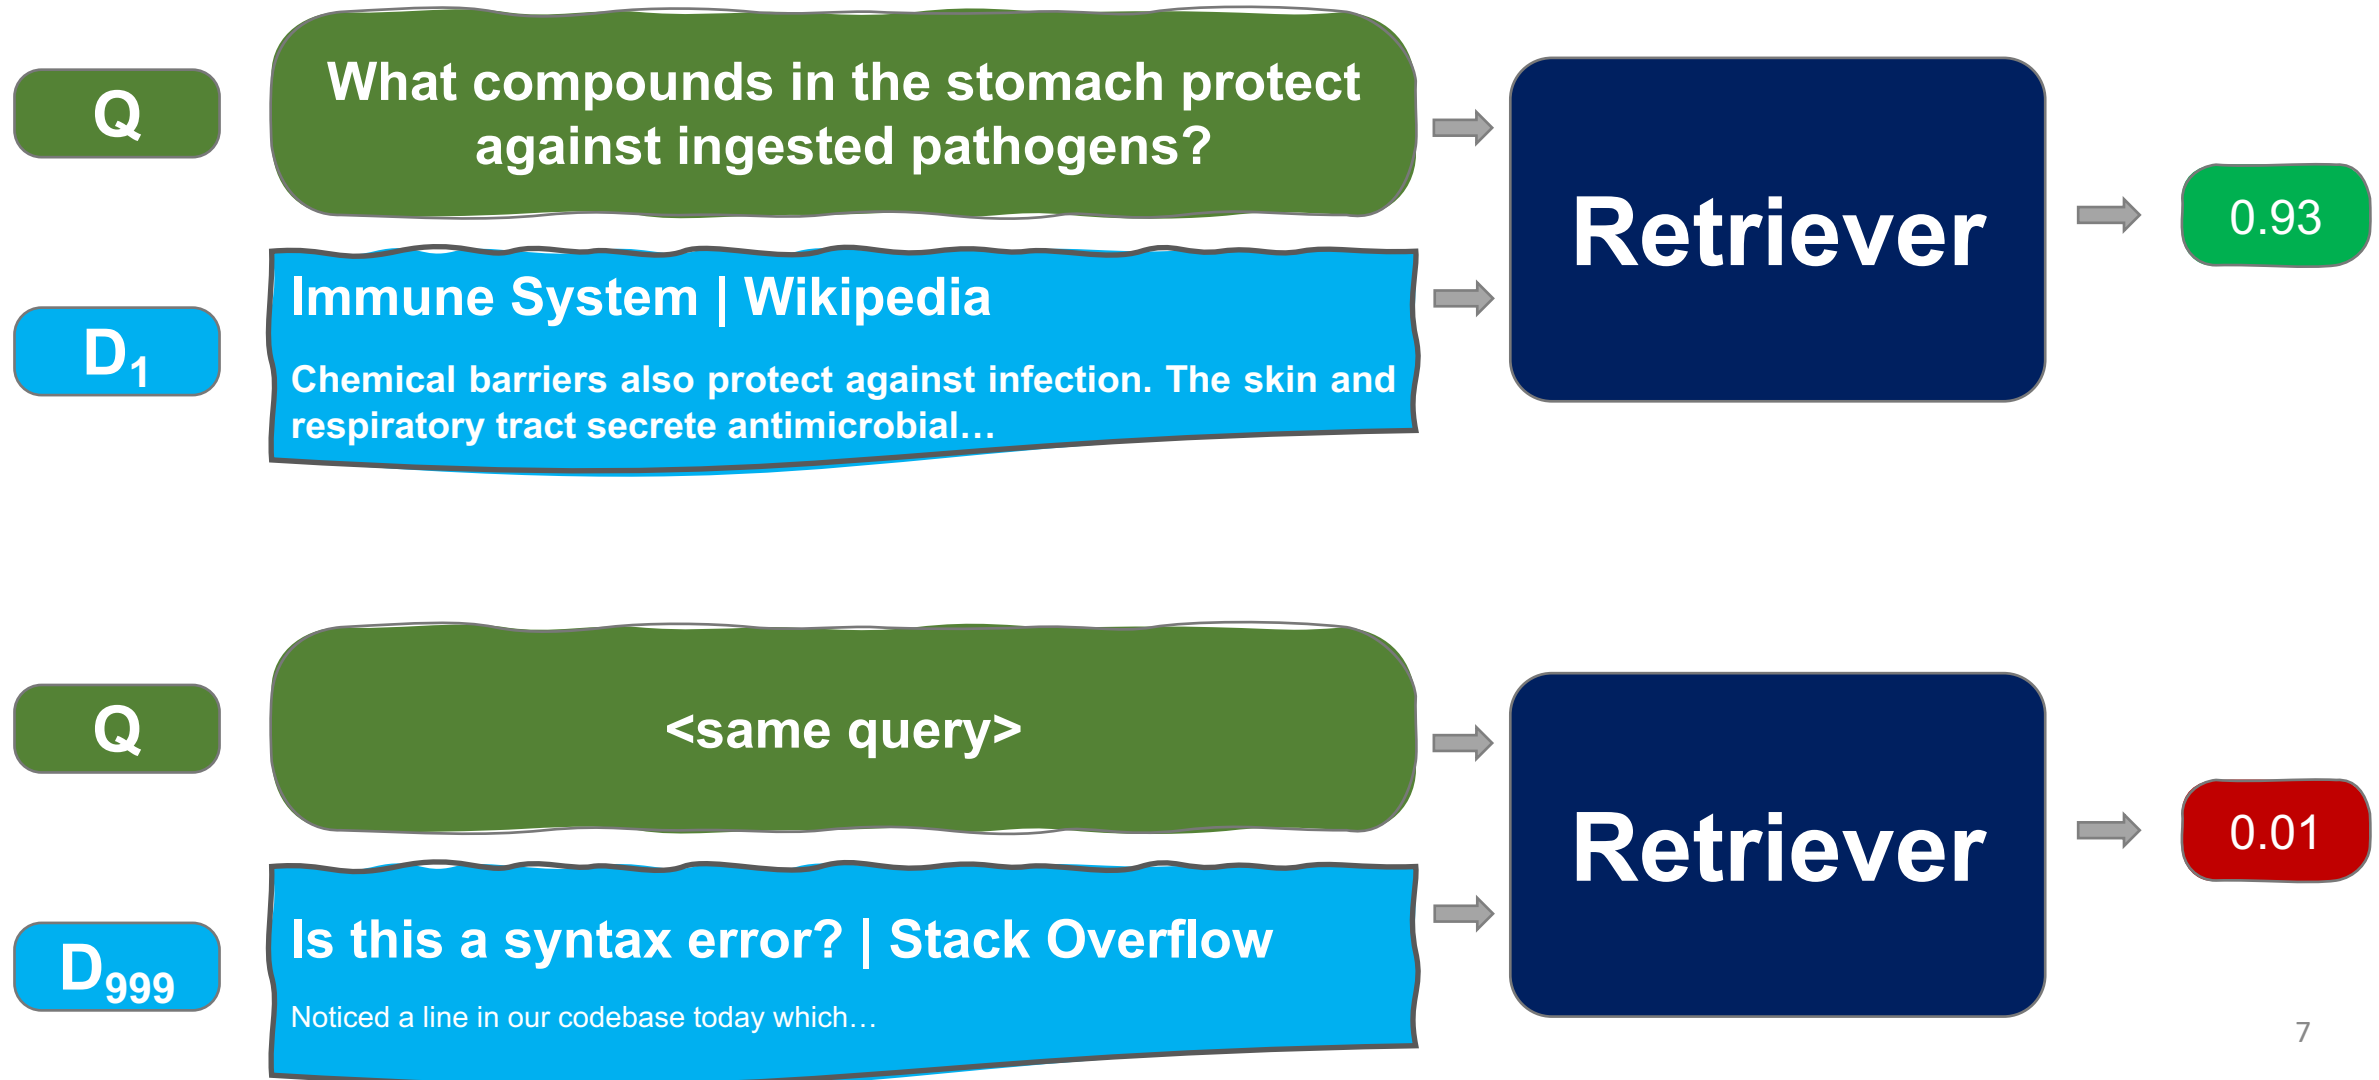 Q
What compounds in the stomach protect
against ingested pathogens?
Retriever
0.93
D1
Immune System | Wikipedia
Chemical barriers also protect against infection. The skin and
respiratory tract secrete antimicrobial…
Q
<same query>
Retriever
0.01
D999
Is this a syntax error? | Stack Overflow
Noticed a line in our codebase today which…
7